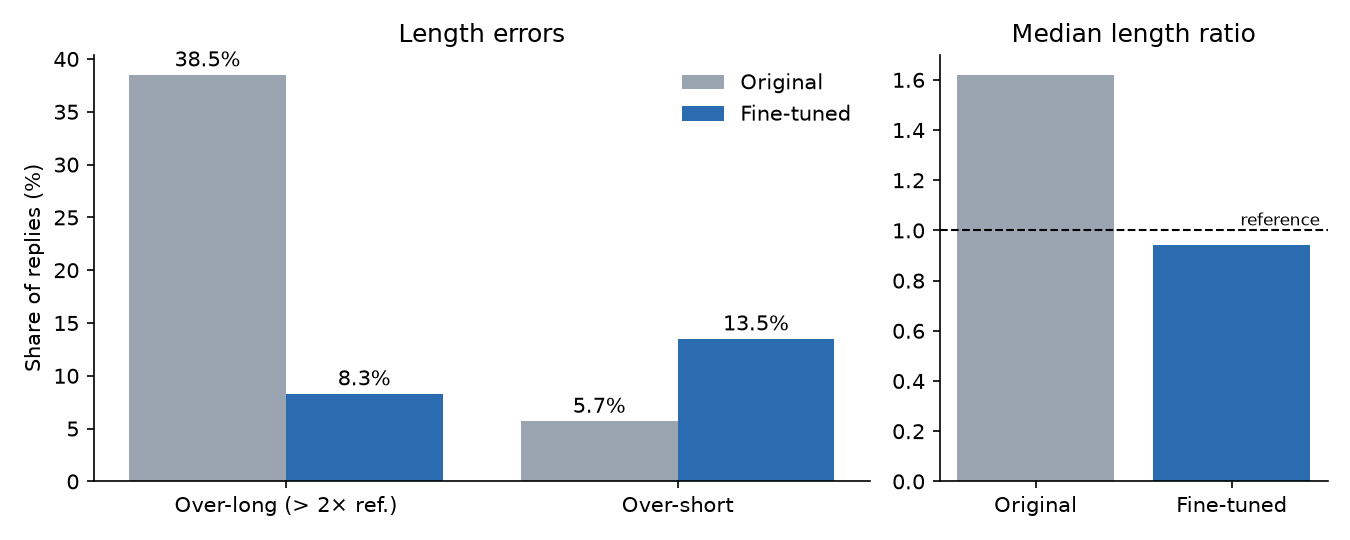 Length errors
38.5%
8.3%
5.7%
13.5%
Original
Fine-tuned
Share of replies (%)
40
35
30
25
20
15
10
5
0
Over-long (> 2× ref.)
Over-short
Median length ratio
reference
1.6
1.4
1.2
1.0
0.8
0.6
0.4
0.2
0.0
Original
Fine-tuned